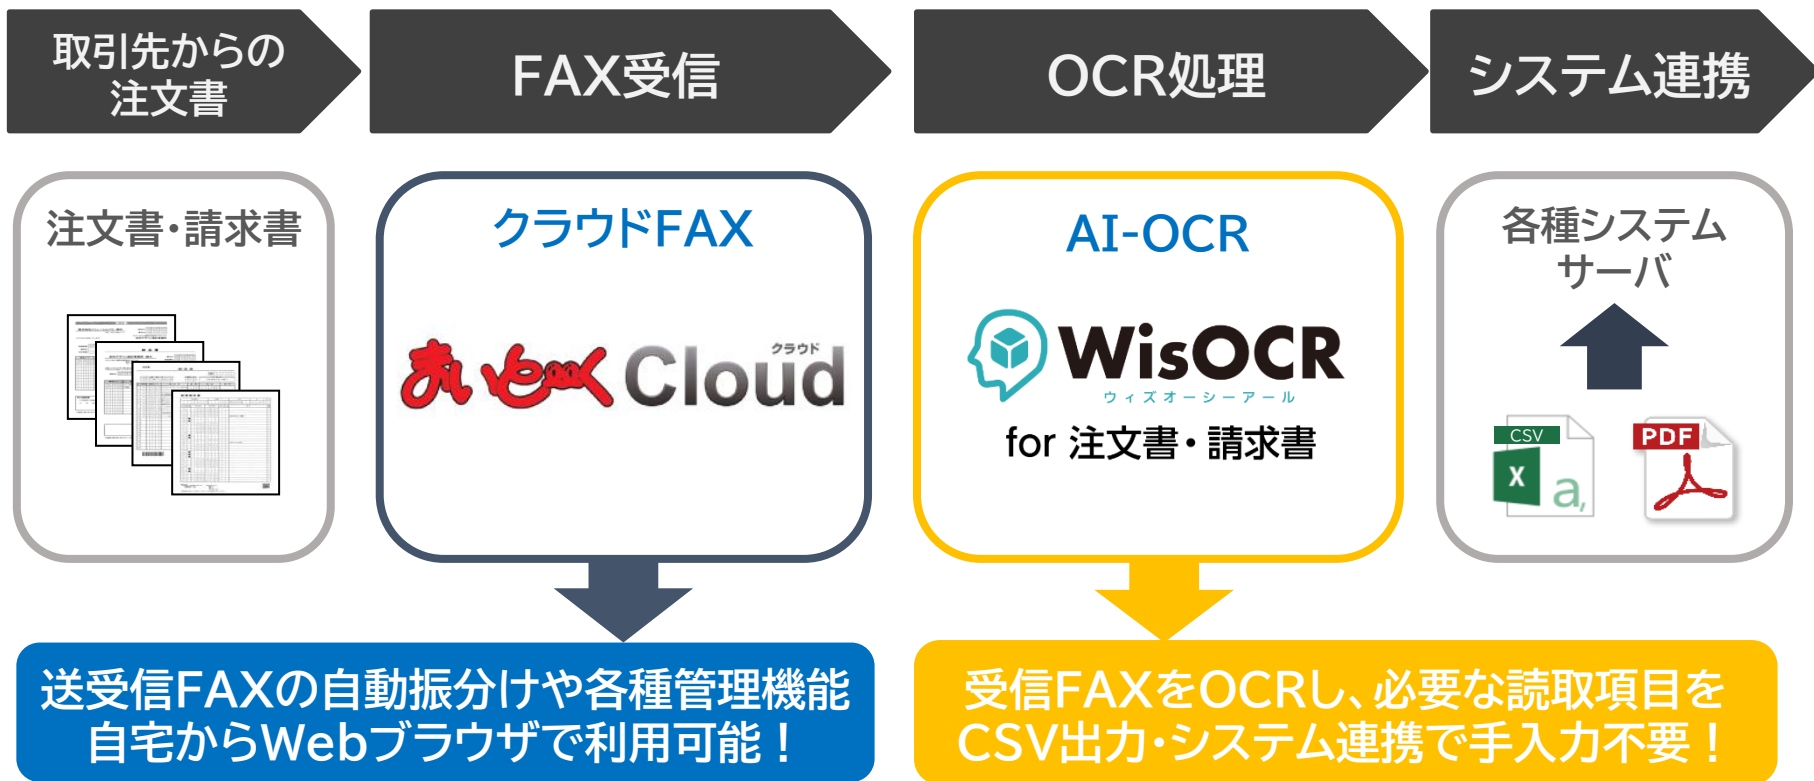 取引先からの
注文書
FAX受信
OCR処理
システム連携
注文書・請求書
クラウドFAX
まいと～く Cloud
クラウド
AI-OCR
WisOCR
ウィズオーシーアール
for 注文書・請求書
各種システム
サーバ
CSV
X a,
PDF
送受信FAXの自動振分けや各種管理機能
自宅からWebブラウザで利用可能！
受信FAXをOCRし、必要な読取項目を
CSV出力・システム連携で手入力不要！